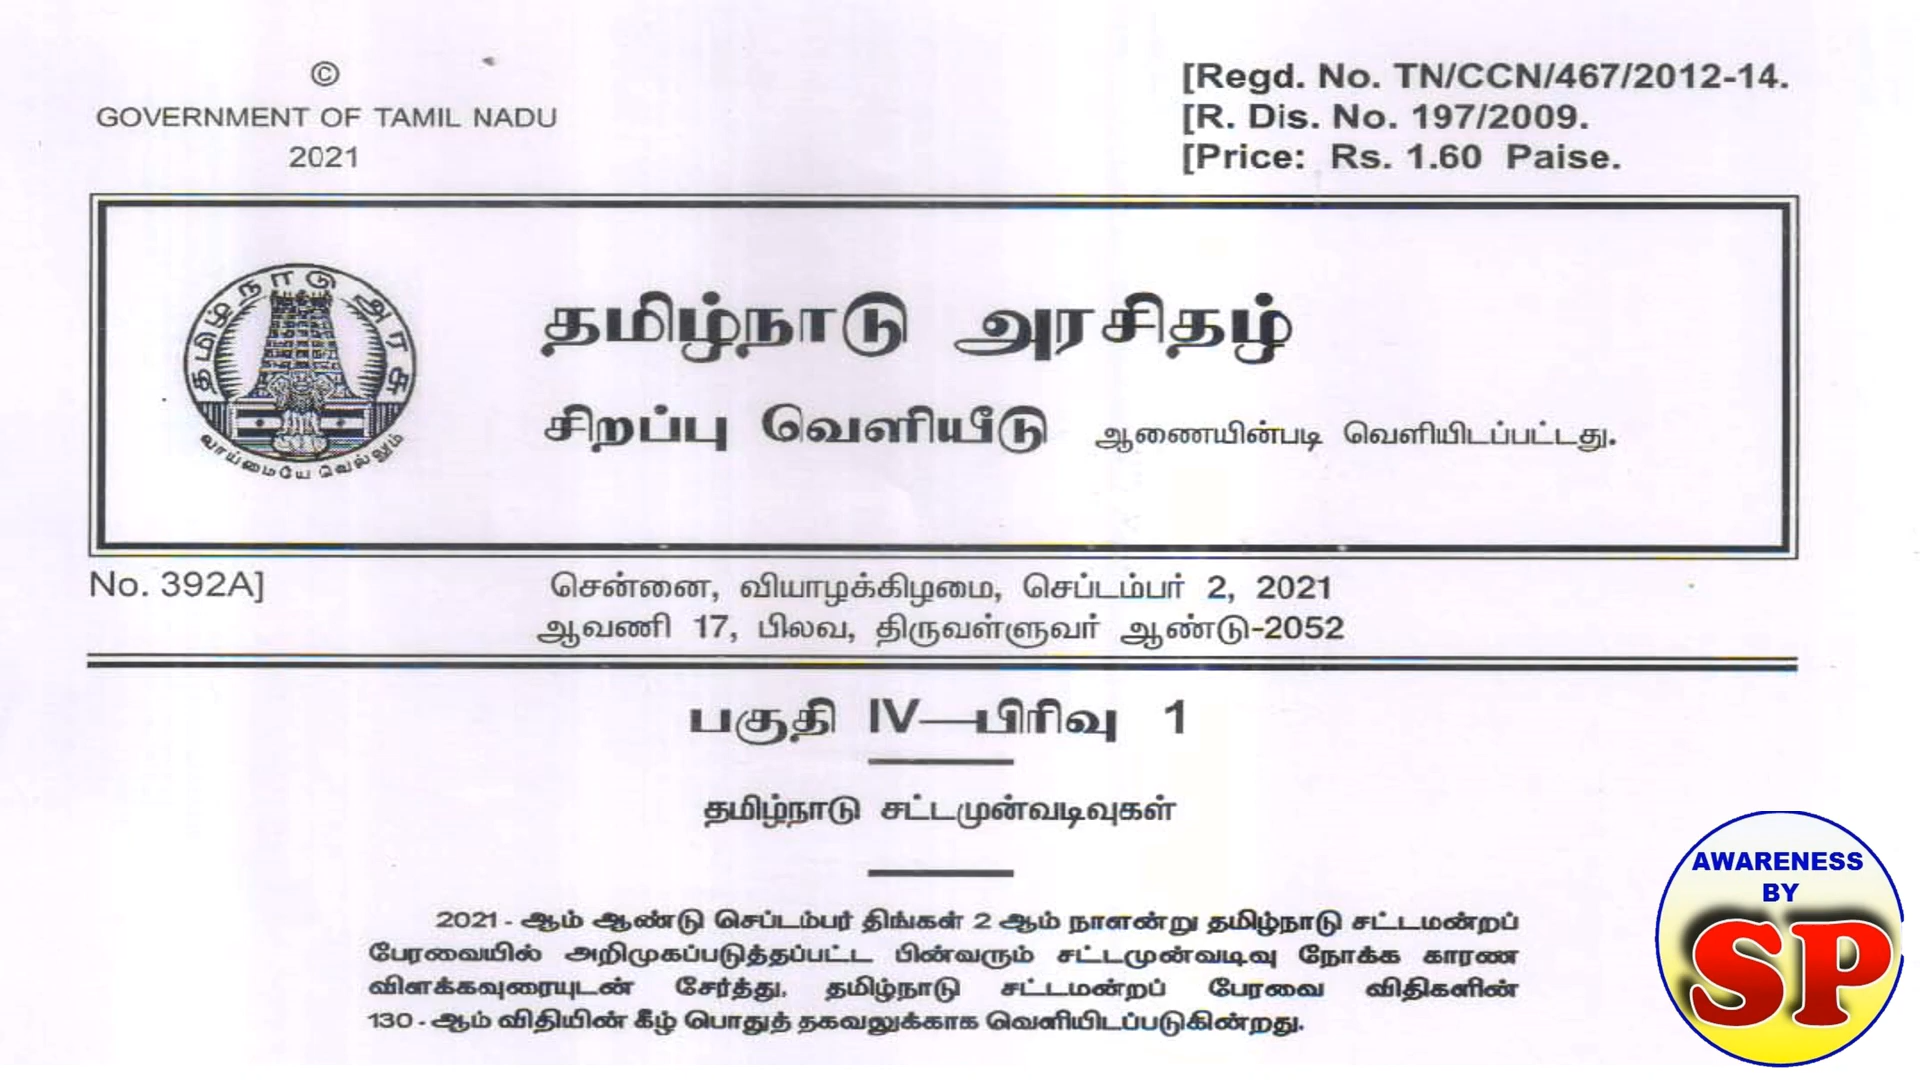 ©
GOVERNMENT OF TAMIL NADU
2021
[Regd. No. TN/CCN/467/2012-14.
[R. Dis. No. 197/2009.
[Price: Rs. 1.60 Paise.
தமிழ்நாடு அரசு
வாய்மையே வெல்லும்
தமிழ்நாடு அரசிதழ்
சிறப்பு வெளியீடு ஆணையின்படி வெளியிடப்பட்டது.
No. 392A]
சென்னை, வியாழக்கிழமை, செப்டம்பர் 2, 2021
ஆவணி 17, பிலவ, திருவள்ளுவர் ஆண்டு-2052
பகுதி IV—பிரிவு 1
தமிழ்நாடு சட்டமுன்வடிவுகள்
2021 - ஆம் ஆண்டு செப்டம்பர் திங்கள் 2 ஆம் நாளன்று தமிழ்நாடு சட்டமன்றப்
பேரவையில் அறிமுகப்படுத்தப்பட்ட பின்வரும் சட்டமுன்வடிவு நோக்க காரண
விளக்கவுரையுடன் சேர்த்து, தமிழ்நாடு சட்டமன்றப் பேரவை விதிகளின்
130 - ஆம் விதியின் கீழ் பொதுத் தகவலுக்காக வெளியிடப்படுகின்றது.
AWARENESS
BY
SP